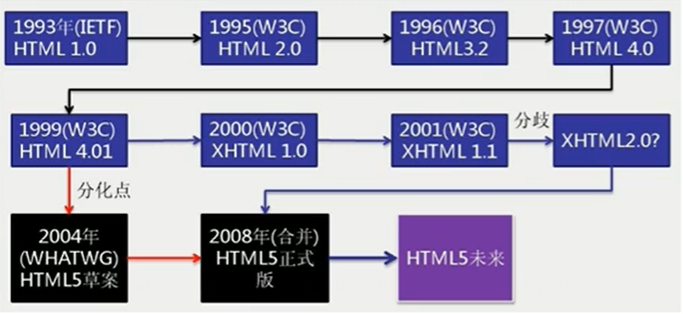 1993年(IETF)
HTML 1.0
1995(W3C)
HTML 2.0
1996(W3C)
HTML3.2
1997(W3C)
HTML 4.0
1999(W3C)
HTML 4.01
2000(W3C)
XHTML 1.0
2001(W3C)
XHTML 1.1
分歧
XHTML2.0?
分化点
2004年
(WHATWG)
HTML5草案
2008年(合并)
HTML5正式
版
HTML5未来